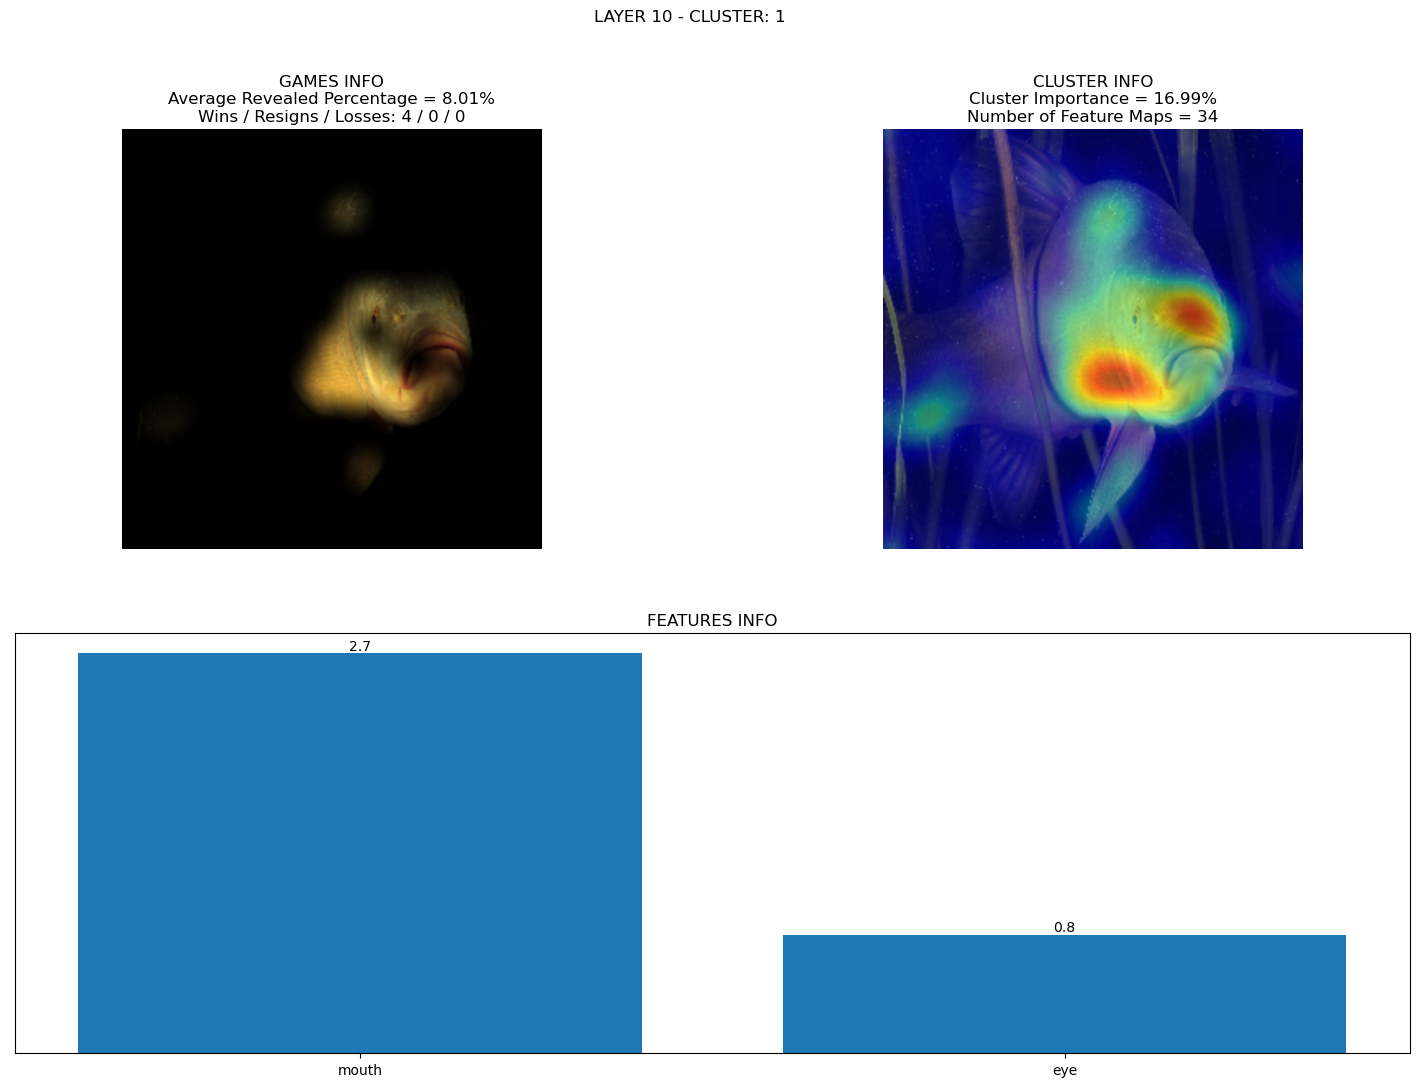 LAYER 10 - CLUSTER: 1
GAMES INFO
Average Revealed Percentage = 8.01%
Wins / Resigns / Losses: 4 / 0 / 0
CLUSTER INFO
Cluster Importance = 16.99%
Number of Feature Maps = 34
FEATURES INFO
2.7
0.8
mouth
eye